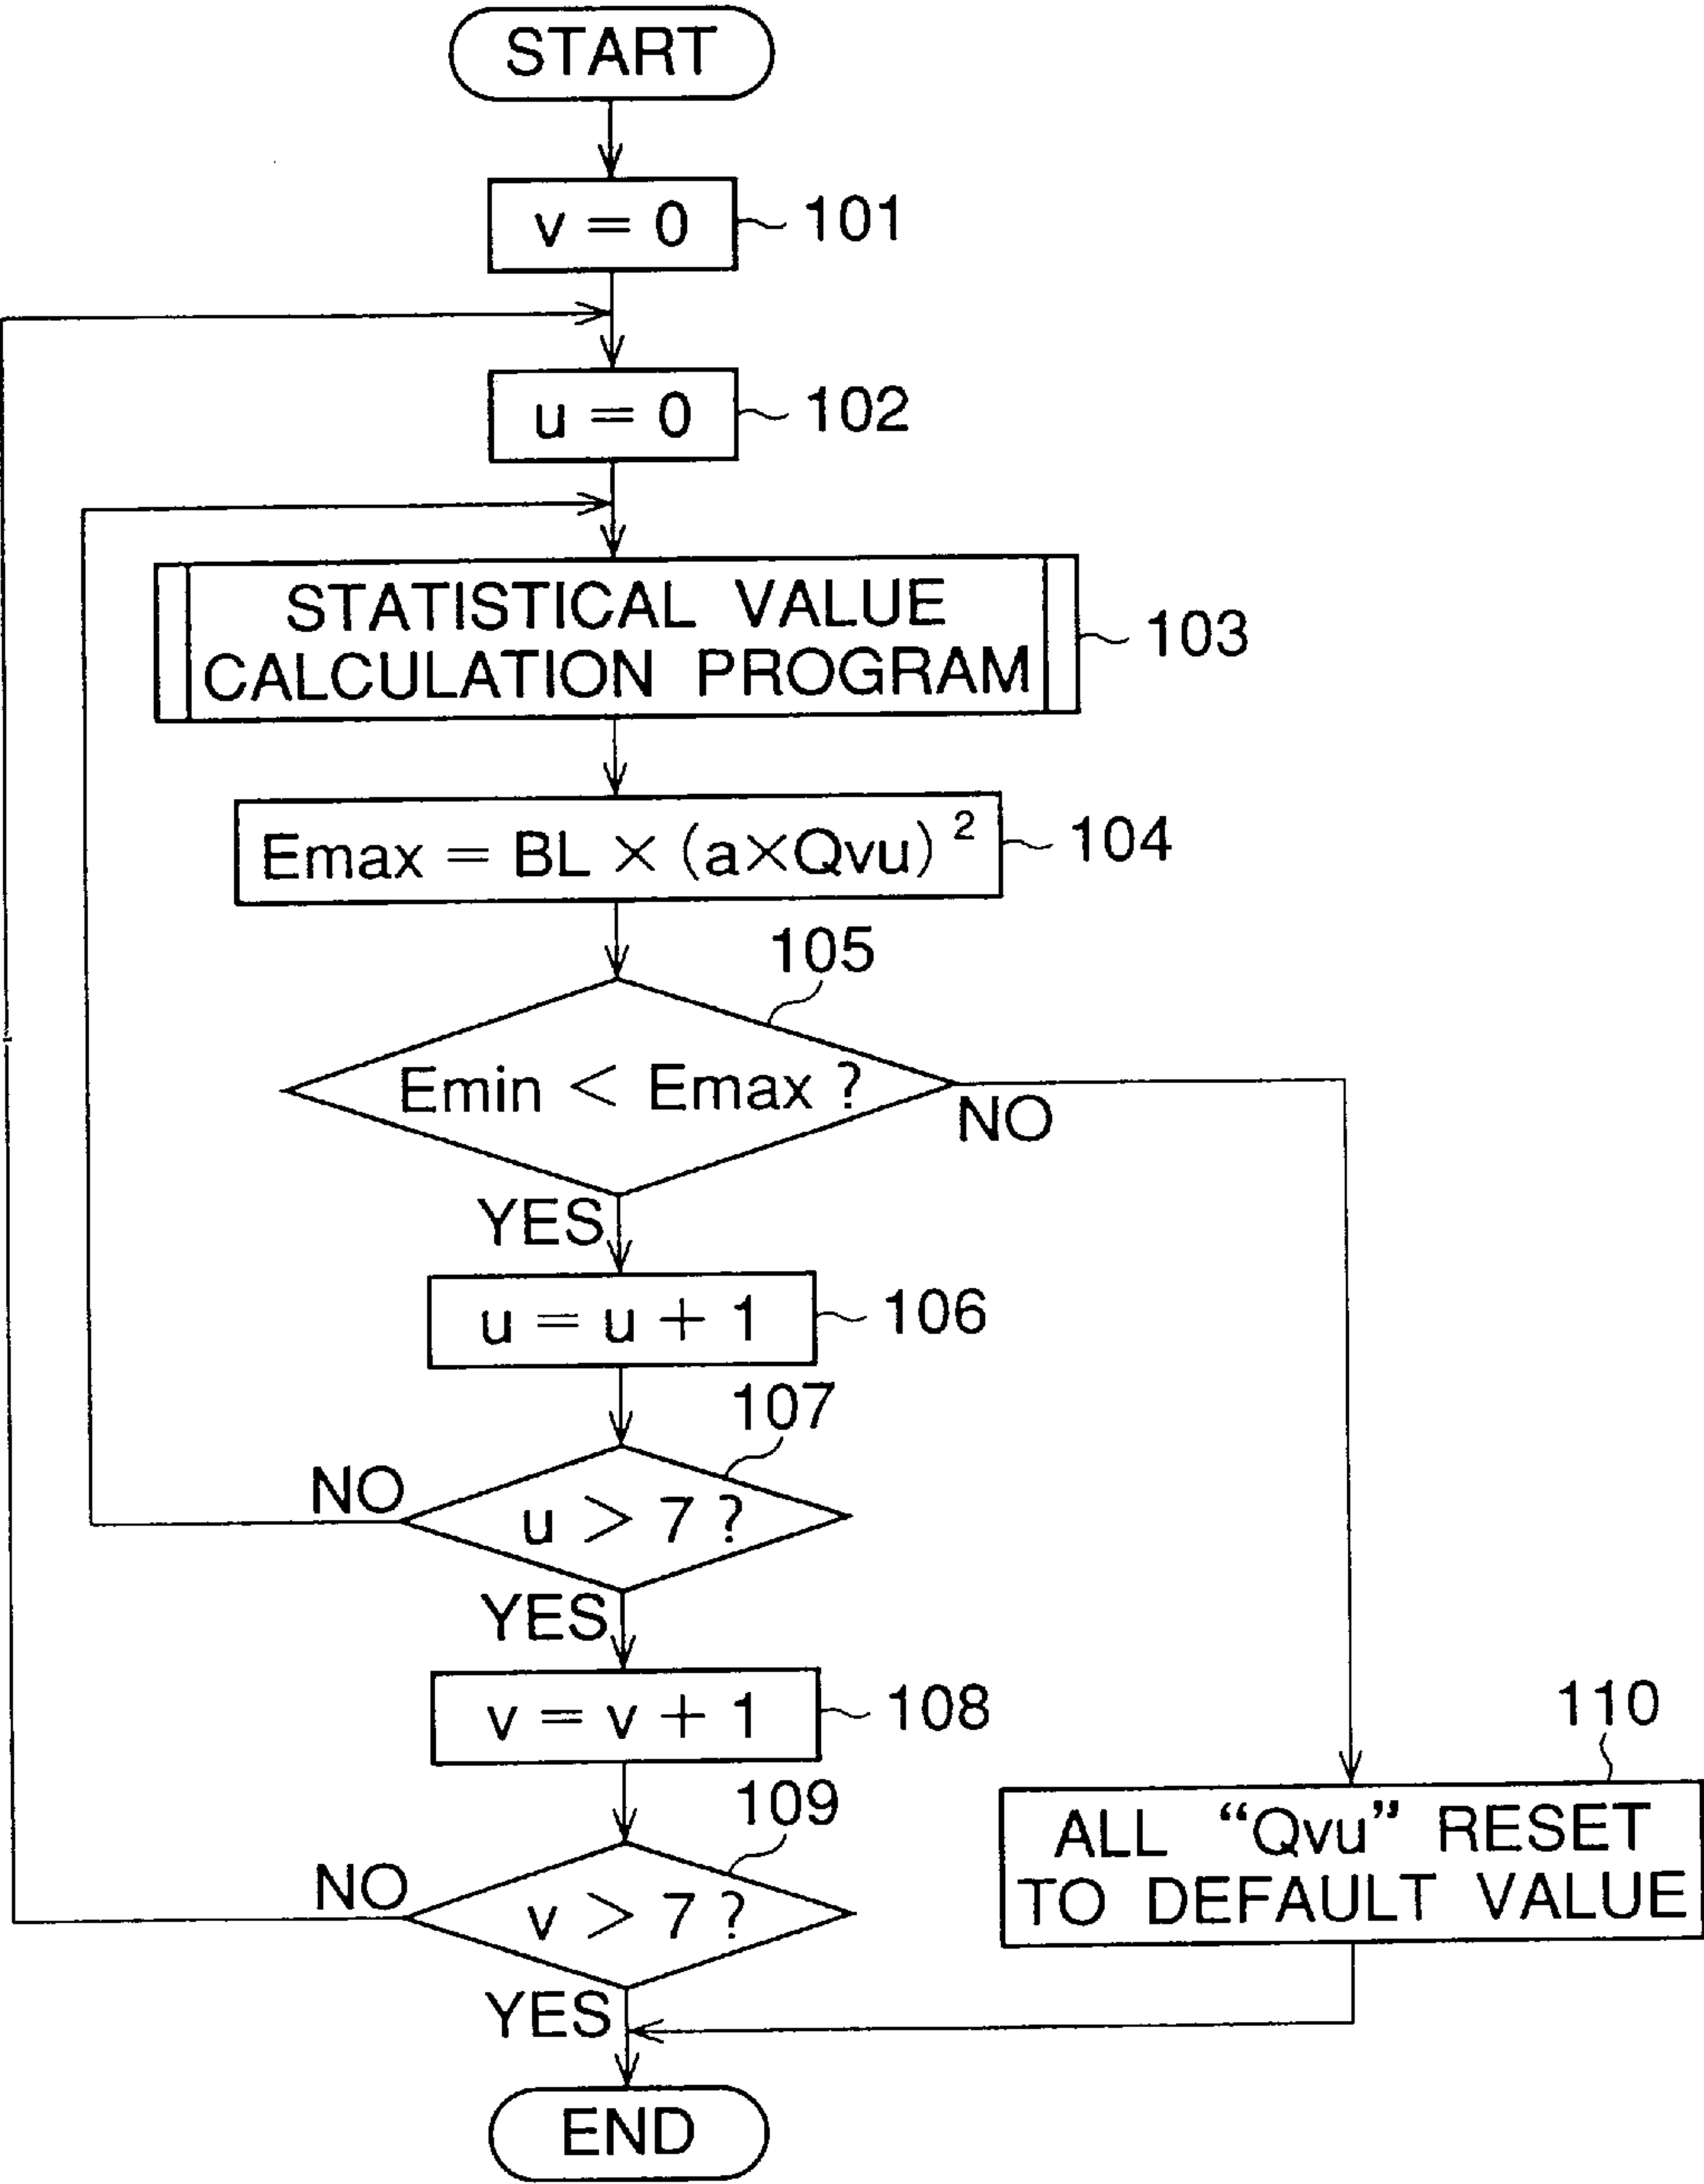 START
v = 0
101
u = 0
102
STATISTICAL VALUE
CALCULATION PROGRAM
103
Emax = BL × (a×Qvu)²
104
105
Emin < Emax ?
NO
YES
u = u + 1
106
107
NO
u > 7 ?
YES
v = v + 1
108
110
109
ALL “Qvu” RESET
TO DEFAULT VALUE
NO
v > 7 ?
YES
END